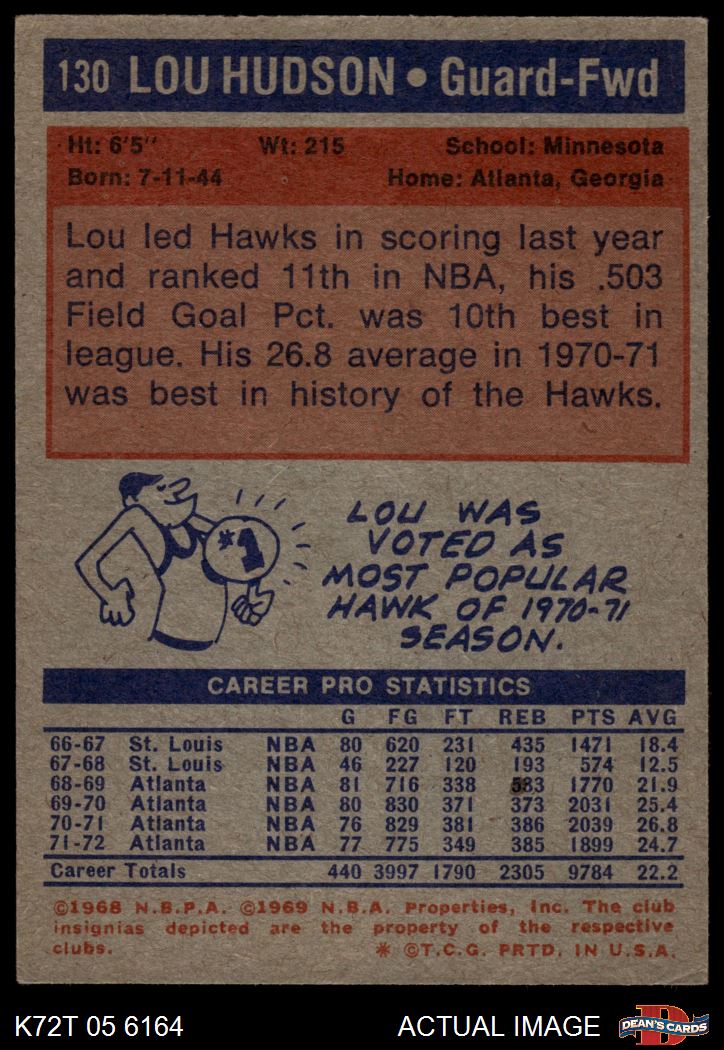 130 LOU HUDSON • Guard-Fwd
Ht: 6'5" Wt: 215 School: Minnesota
Born: 7-11-44 Home: Atlanta, Georgia
Lou led Hawks in scoring last year
and ranked 11th in NBA, his .503
Field Goal Pct. was 10th best in
league. His 26.8 average in 1970-71
was best in history of the Hawks.
#1
LOU WAS
VOTED AS
MOST POPULAR
HAWK OF 1970-71
SEASON.
CAREER PRO STATISTICS
G FG FT REB PTS AVG
66-67 St. Louis NBA 80 620 231 435 1471 18.4
67-68 St. Louis NBA 46 227 120 193 574 12.5
68-69 Atlanta NBA 81 716 338 533 1770 21.9
69-70 Atlanta NBA 80 830 371 373 2031 25.4
70-71 Atlanta NBA 76 829 381 386 2039 26.8
71-72 Atlanta NBA 77 775 349 385 1899 24.7
Career Totals 440 3997 1790 2305 9784 22.2
©1968 N.B.P.A. ©1969 N.B.A. Properties, Inc. The club
insignias depicted are the property of the respective
clubs. * ©T.C.G. PRTD. IN U.S.A.
K72T 05 6164 ACTUAL IMAGE
D
DEAN'S CARDS